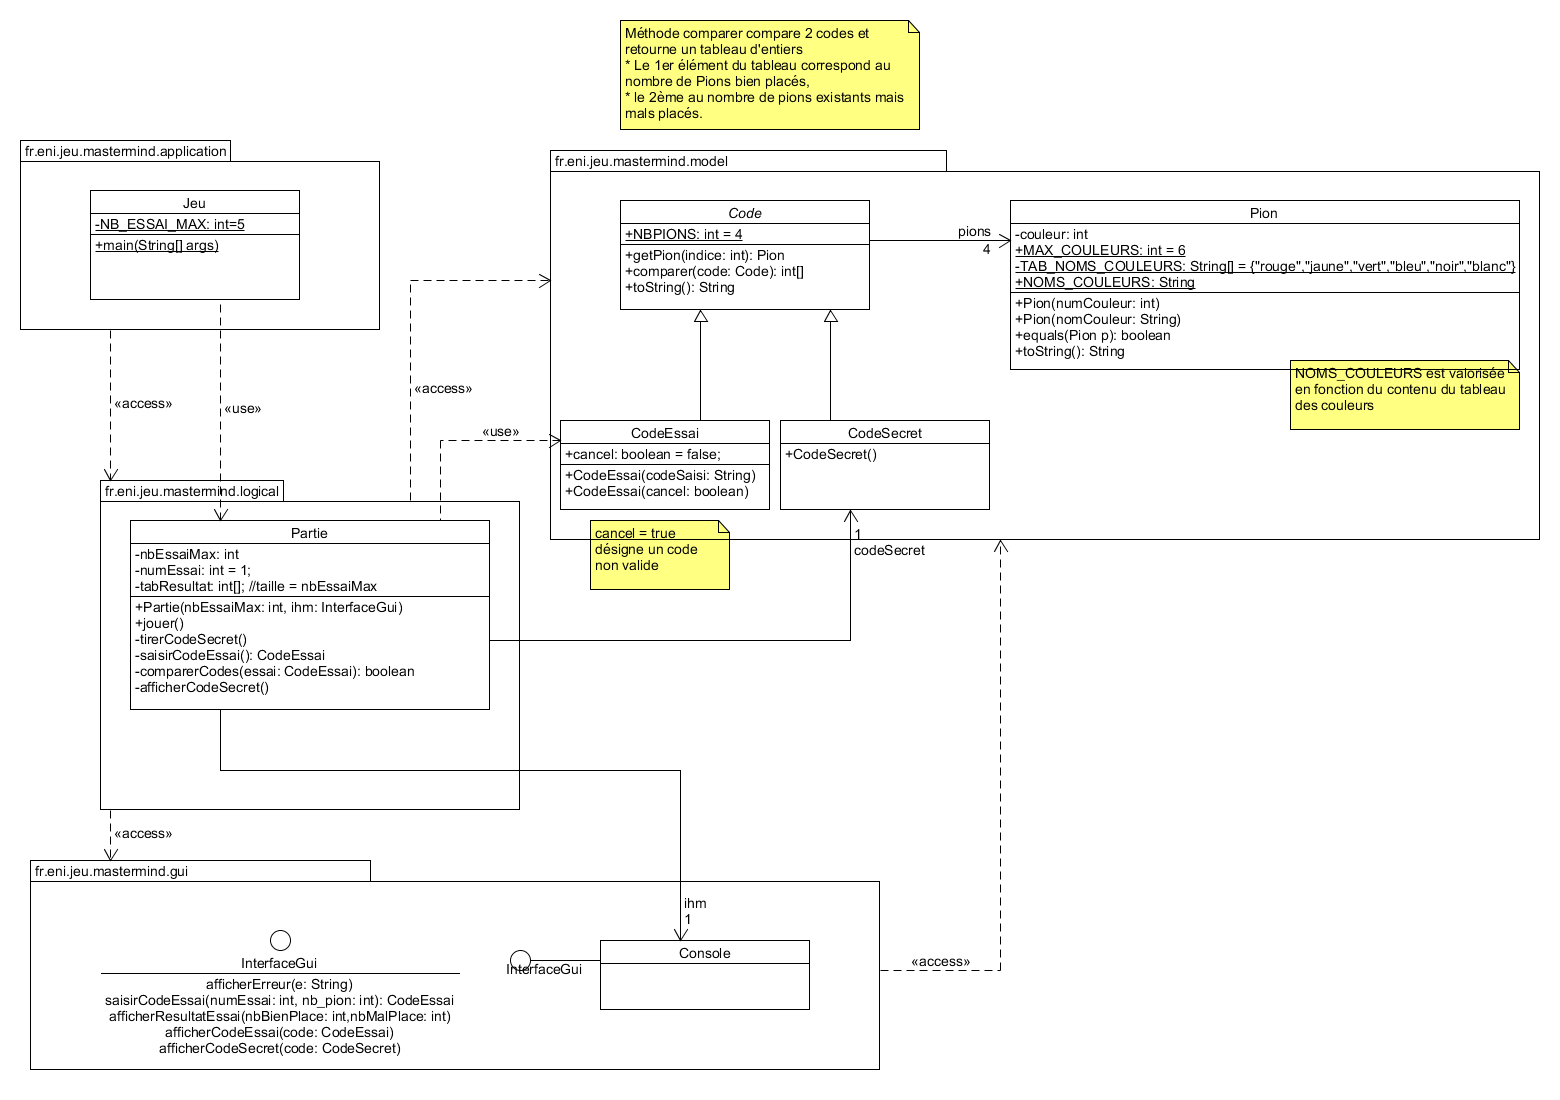 Méthode comparer compare 2 codes et
retourne un tableau d'entiers
* Le 1er élément du tableau correspond au
nombre de Pions bien placés,
* le 2ème au nombre de pions existants mais
mals placés.
fr.eni.jeu.mastermind.application
Jeu
-NB_ESSAI_MAX: int=5
+main(String[] args)
fr.eni.jeu.mastermind.model
Code
+NBPIONS: int = 4
+getPion(indice: int): Pion
+comparer(code: Code): int[]
+toString(): String
pions
4
Pion
-couleur: int
+MAX_COULEURS: int = 6
-TAB_NOMS_COULEURS: String[] = {"rouge","jaune","vert","bleu","noir","blanc"}
+NOMS_COULEURS: String
+Pion(numCouleur: int)
+Pion(nomCouleur: String)
+equals(Pion p): boolean
+toString(): String
NOMS_COULEURS est valorisée
en fonction du contenu du tableau
des couleurs
«access»
«use»
«access»
«use»
CodeEssai
+cancel: boolean = false;
+CodeEssai(codeSaisi: String)
+CodeEssai(cancel: boolean)
CodeSecret
+CodeSecret()
cancel = true
désigne un code
non valide
1
codeSecret
fr.eni.jeu.mastermind.logical
Partie
-nbEssaiMax: int
-numEssai: int = 1;
-tabResultat: int[]; //taille = nbEssaiMax
+Partie(nbEssaiMax: int, ihm: InterfaceGui)
+jouer()
-tirerCodeSecret()
-saisirCodeEssai(): CodeEssai
-comparerCodes(essai: CodeEssai): boolean
-afficherCodeSecret()
«access»
fr.eni.jeu.mastermind.gui
InterfaceGui
afficherErreur(e: String)
saisirCodeEssai(numEssai: int, nb_pion: int): CodeEssai
afficherResultatEssai(nbBienPlace: int,nbMalPlace: int)
afficherCodeEssai(code: CodeEssai)
afficherCodeSecret(code: CodeSecret)
InterfaceGui
ihm
1
Console
«access»